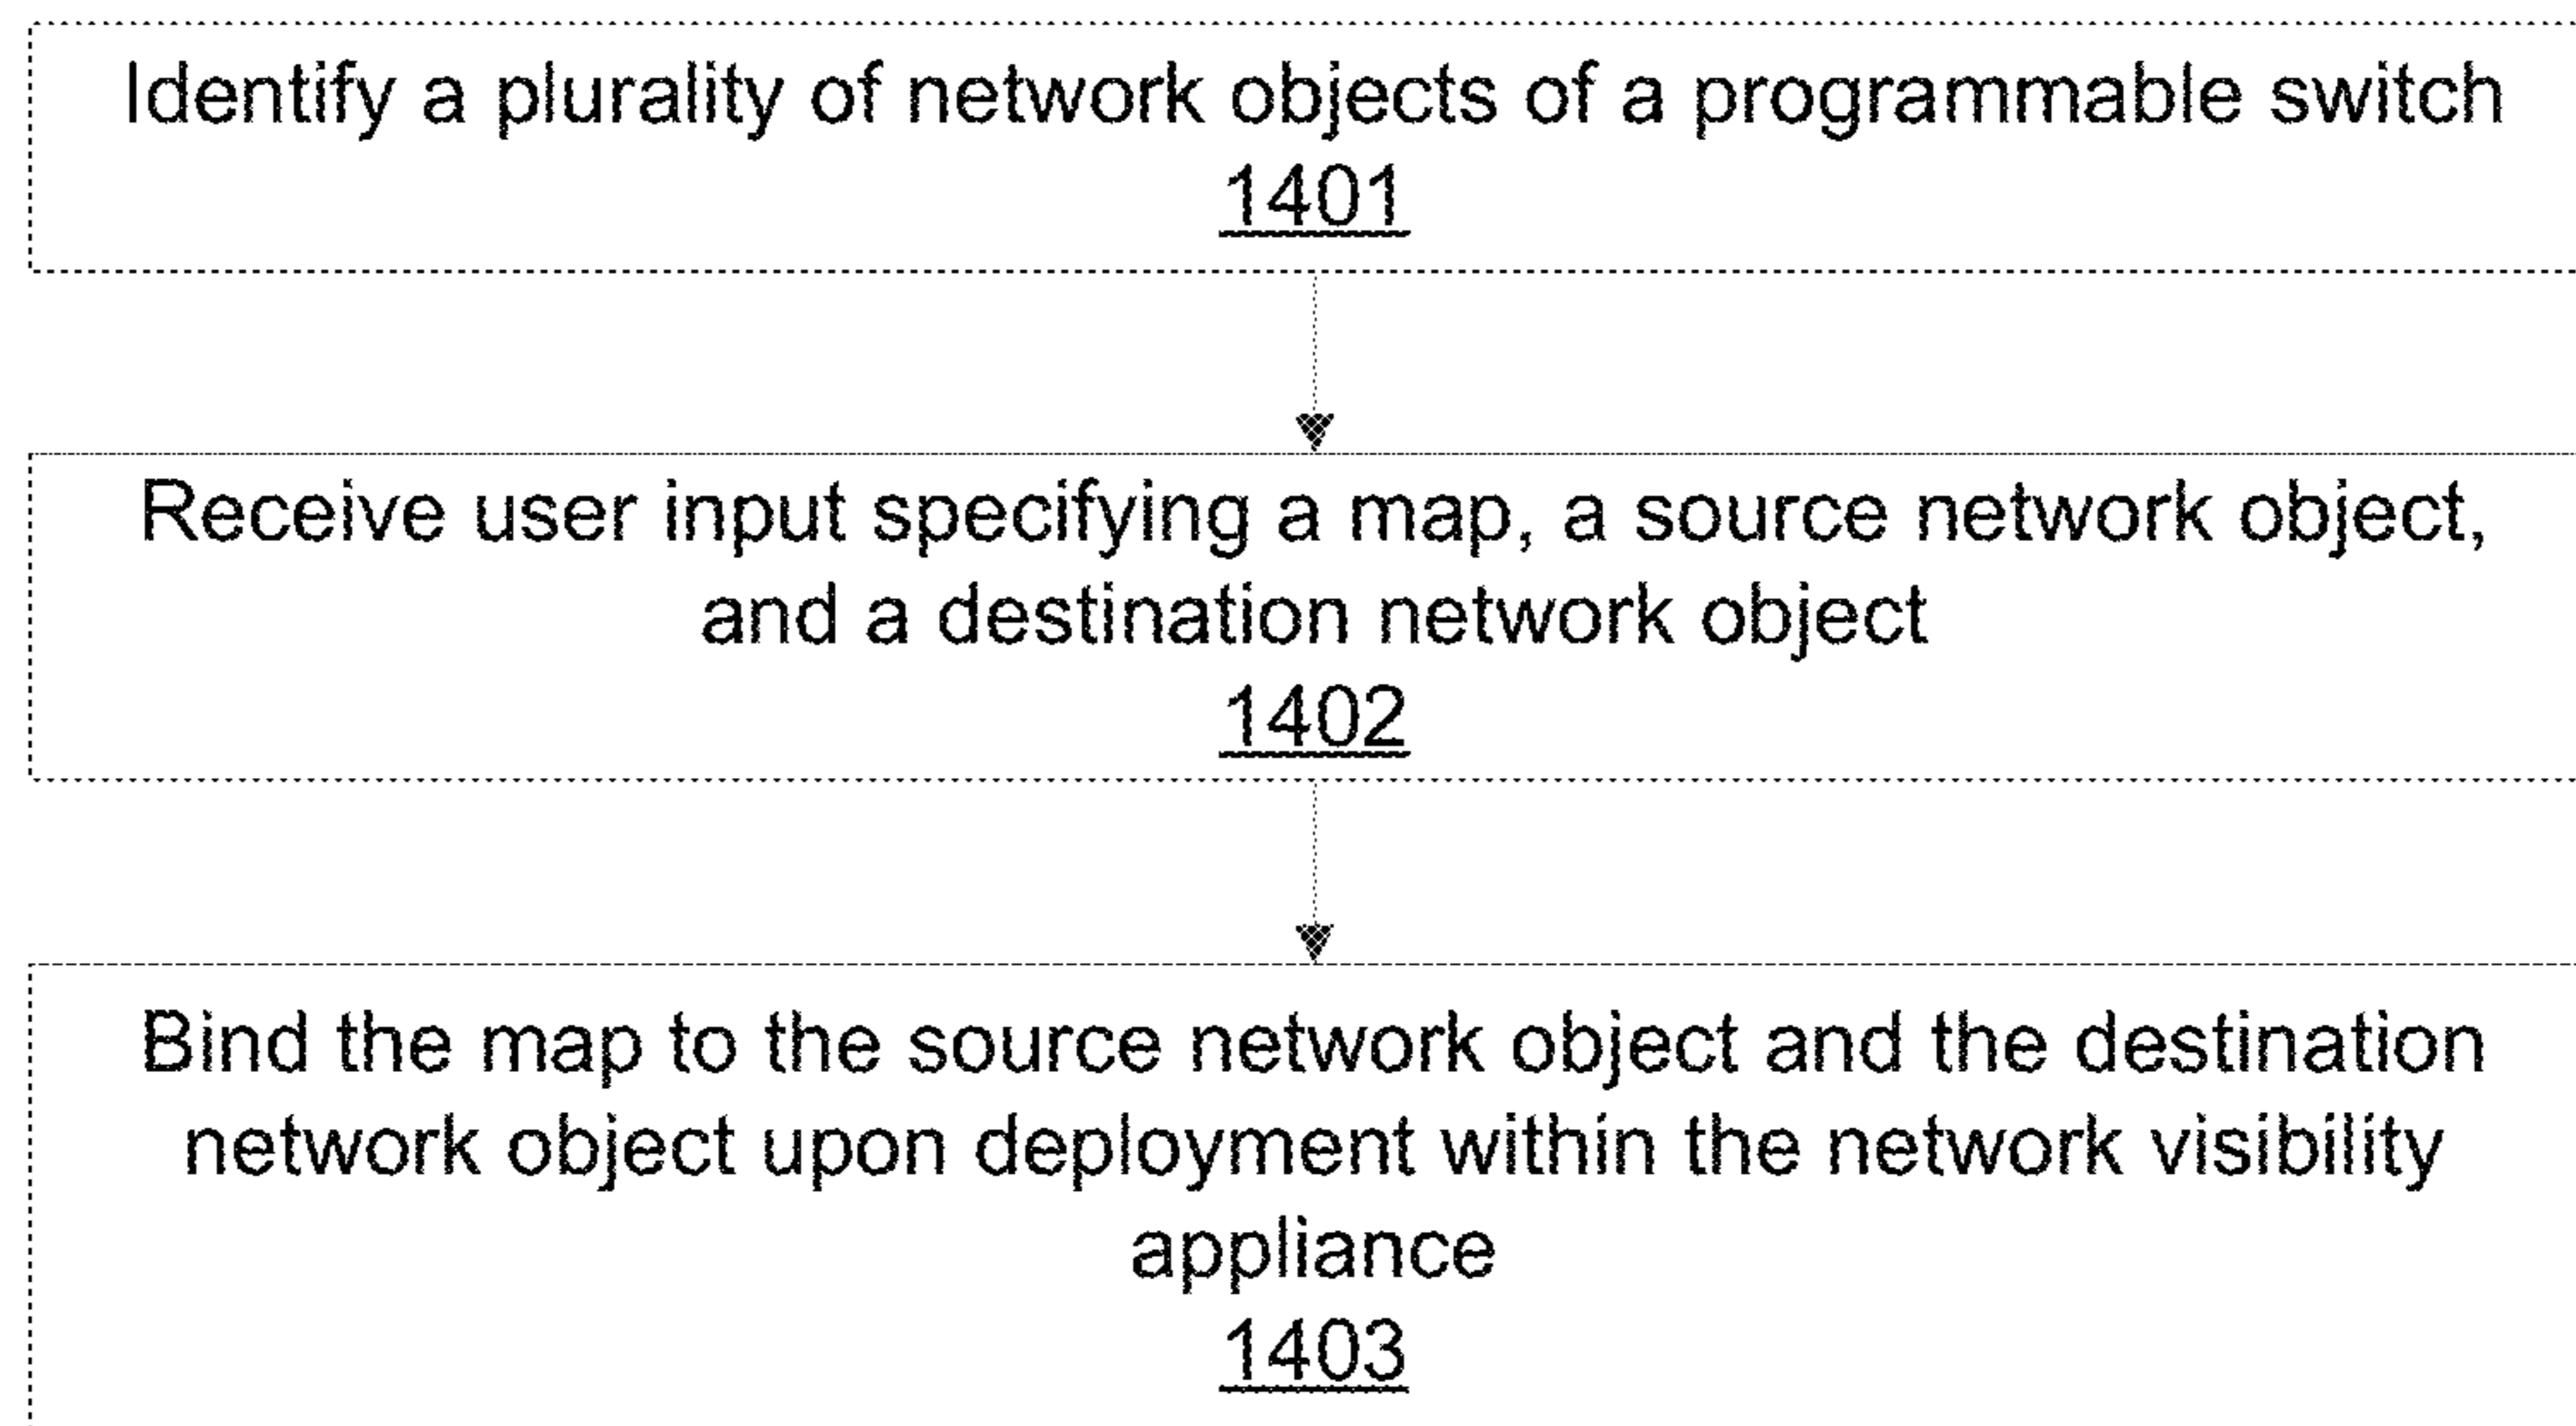 Identify a plurality of network objects of a programmable switch
1401
Receive user input specifying a map, a source network object,
and a destination network object
1402
Bind the map to the source network object and the destination
network object upon deployment within the network visibility
appliance
1403